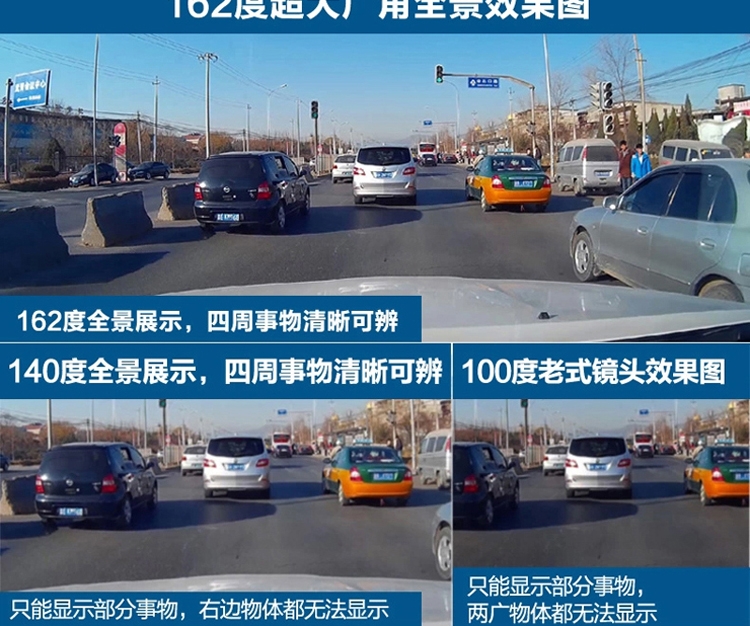 162度超大广角全景效果图
162度全景展示，四周事物清晰可辨
140度全景展示，四周事物清晰可辨
100度老式镜头效果图
只能显示部分事物，右边物体都无法显示
只能显示部分事物，
两广物体都无法显示